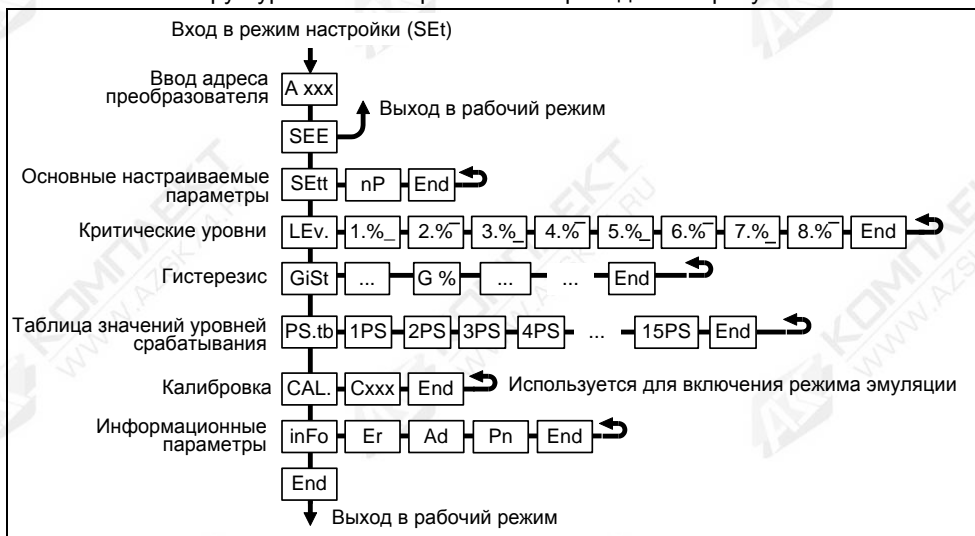 Вход в режим настройки (SEt)
Ввод адреса
преобразователя
A xxx
Выход в рабочий режим
SEE
Основные настраиваемые
параметры
SEtt nP End
Критические уровни LEv. 1.%_ 2.%‾ 3.%_ 4.%‾ 5.%_ 6.%‾ 7.%_ 8.%‾ End
Гистерезис GiSt ... G % ... ... End
Таблица значений уровней
срабатывания
PS.tb 1PS 2PS 3PS 4PS ... 15PS End
Калибровка CAL. Cxxx End Используется для включения режима эмуляции
Информационные
параметры
inFo Er Ad Pn End
End
Выход в рабочий режим